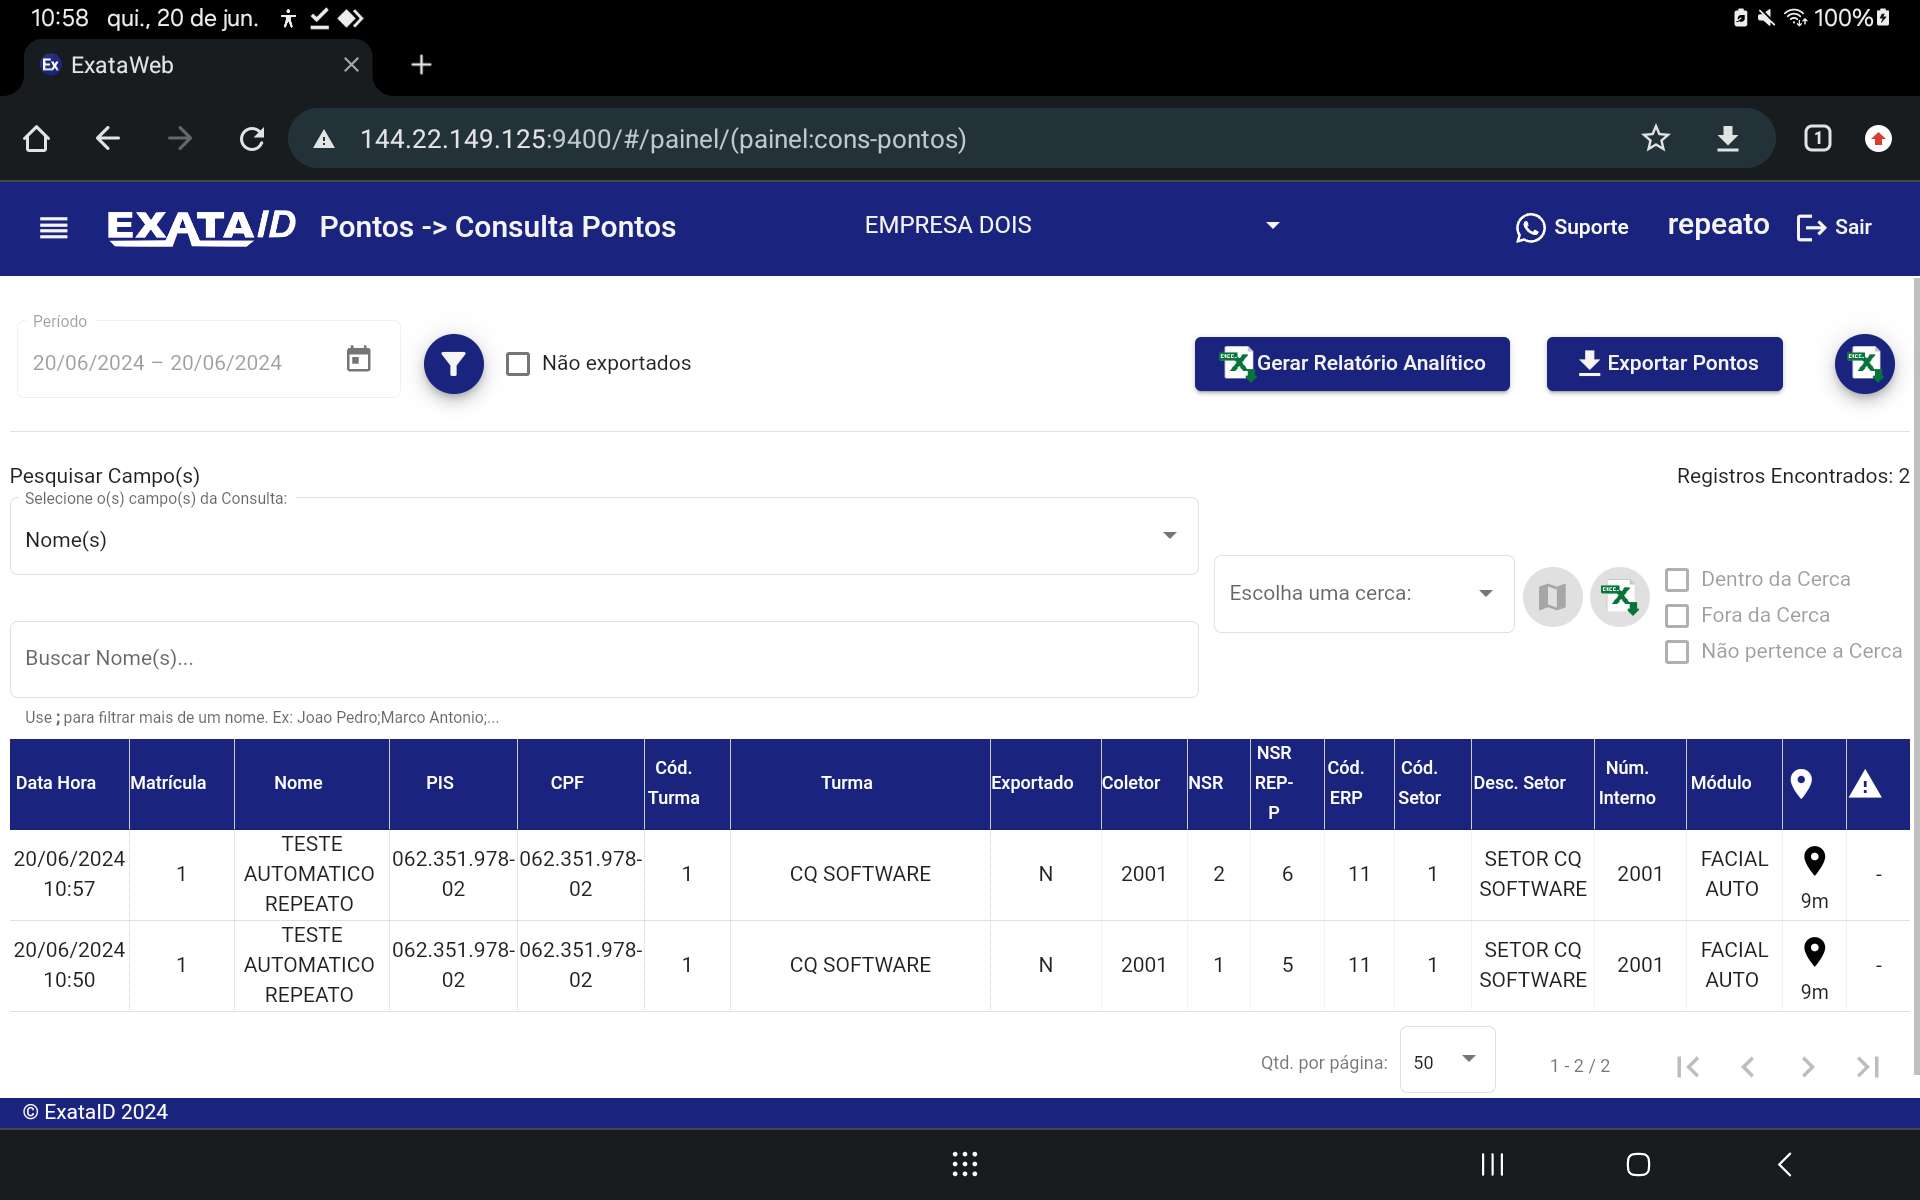 10:58 qui., 20 de jun. 100%
Ex ExataWeb
144.22.149.125:9400/#/painel/(painel:cons-pontos) 1
EXATAID Pontos -> Consulta Pontos EMPRESA DOIS Suporte repeato Sair
Período
20/06/2024 – 20/06/2024 Não exportados Gerar Relatório Analítico Exportar Pontos
Pesquisar Campo(s) Registros Encontrados: 2
Selecione o(s) campo(s) da Consulta:
Nome(s)
Escolha uma cerca: Dentro da Cerca
Fora da Cerca
Não pertence a Cerca
Buscar Nome(s)...
Use ; para filtrar mais de um nome. Ex: Joao Pedro;Marco Antonio;...
Data Hora Matrícula Nome PIS CPF Cód. Turma Turma Exportado Coletor NSR NSR REP-P Cód. ERP Cód. Setor Desc. Setor Núm. Interno Módulo
20/06/2024 10:57 1 TESTE AUTOMATICO REPEATO 062.351.978-02 062.351.978-02 1 CQ SOFTWARE N 2001 2 6 11 1 SETOR CQ SOFTWARE 2001 FACIAL AUTO 9m -
20/06/2024 10:50 1 TESTE AUTOMATICO REPEATO 062.351.978-02 062.351.978-02 1 CQ SOFTWARE N 2001 1 5 11 1 SETOR CQ SOFTWARE 2001 FACIAL AUTO 9m -
Qtd. por página: 50 1 - 2 / 2
© ExataID 2024